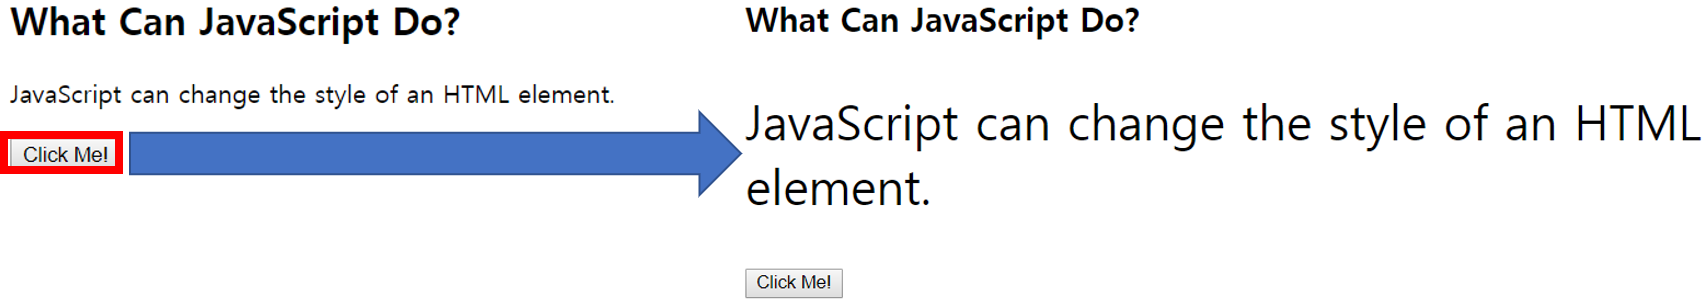 What Can JavaScript Do?
JavaScript can change the style of an HTML element.
Click Me!
What Can JavaScript Do?
JavaScript can change the style of an HTML
element.
Click Me!